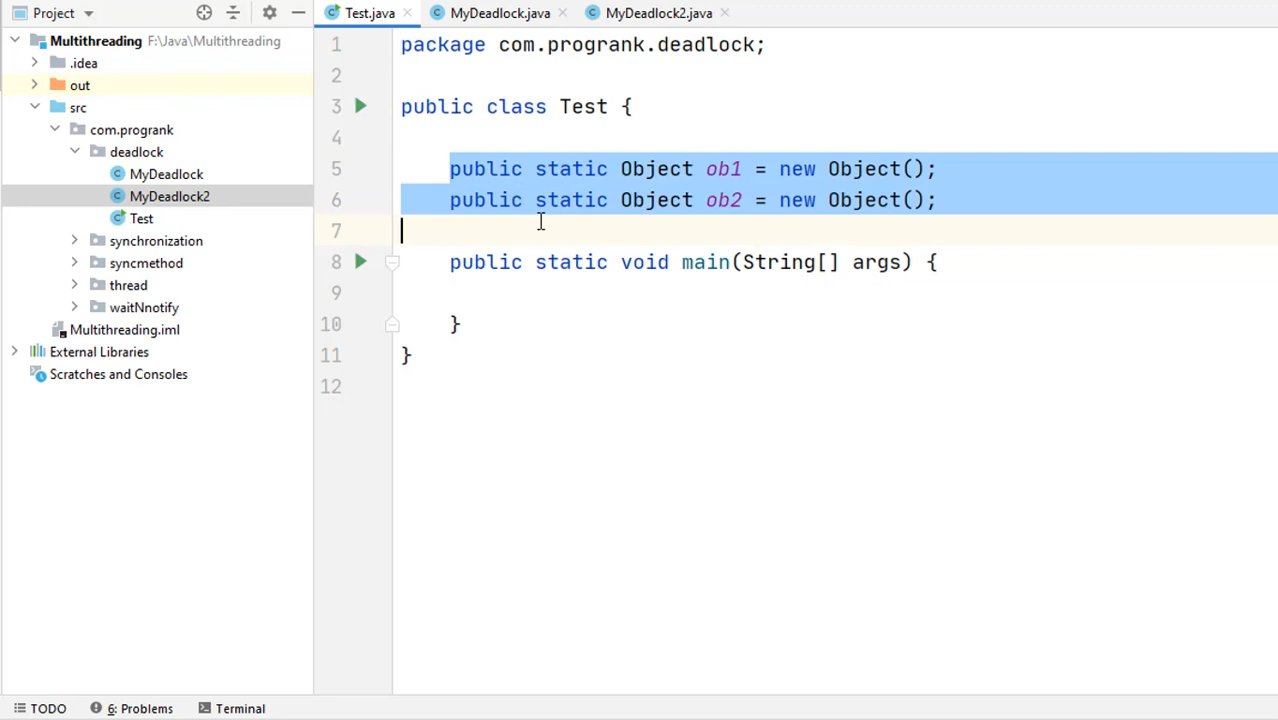 Project
Test.java
MyDeadlock.java
MyDeadlock2.java
Multithreading F:\Java\Multithreading
.idea
out
src
com.progrank
deadlock
MyDeadlock
MyDeadlock2
Test
synchronization
syncmethod
thread
waitNnotify
Multithreading.iml
External Libraries
Scratches and Consoles
1 package com.progrank.deadlock;
2
3 public class Test {
4
5 public static Object ob1 = new Object();
6 public static Object ob2 = new Object();
7
8 public static void main(String[] args) {
9
10 }
11 }
12
TODO
6: Problems
Terminal